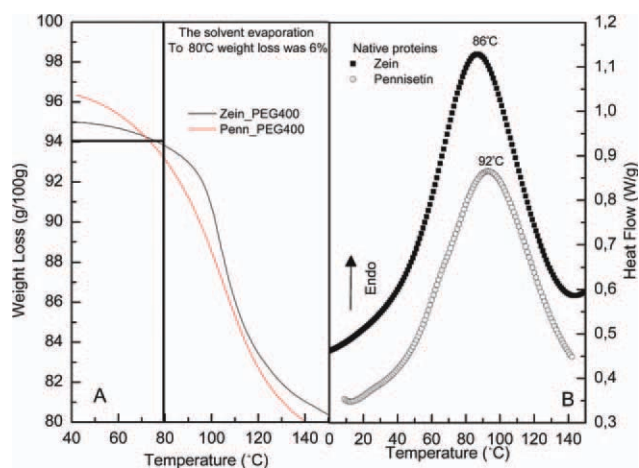 The solvent evaporation
To 80℃ weight loss was 6%
Zein_PEG400
Penn_PEG400
Weight Loss (g/100g)
100
98
96
94
92
90
88
86
84
82
80
A
40 60 80 100 120 140
Temperature (˚C)
Native proteins
Zein
Pennisetin
86℃
92℃
Endo
B
0 20 40 60 80 100 120 140
Temperature (˚C)
1,2
1,1
1,0
0,9
0,8
0,7
0,6
0,5
0,4
0,3
Heat Flow (W/g)